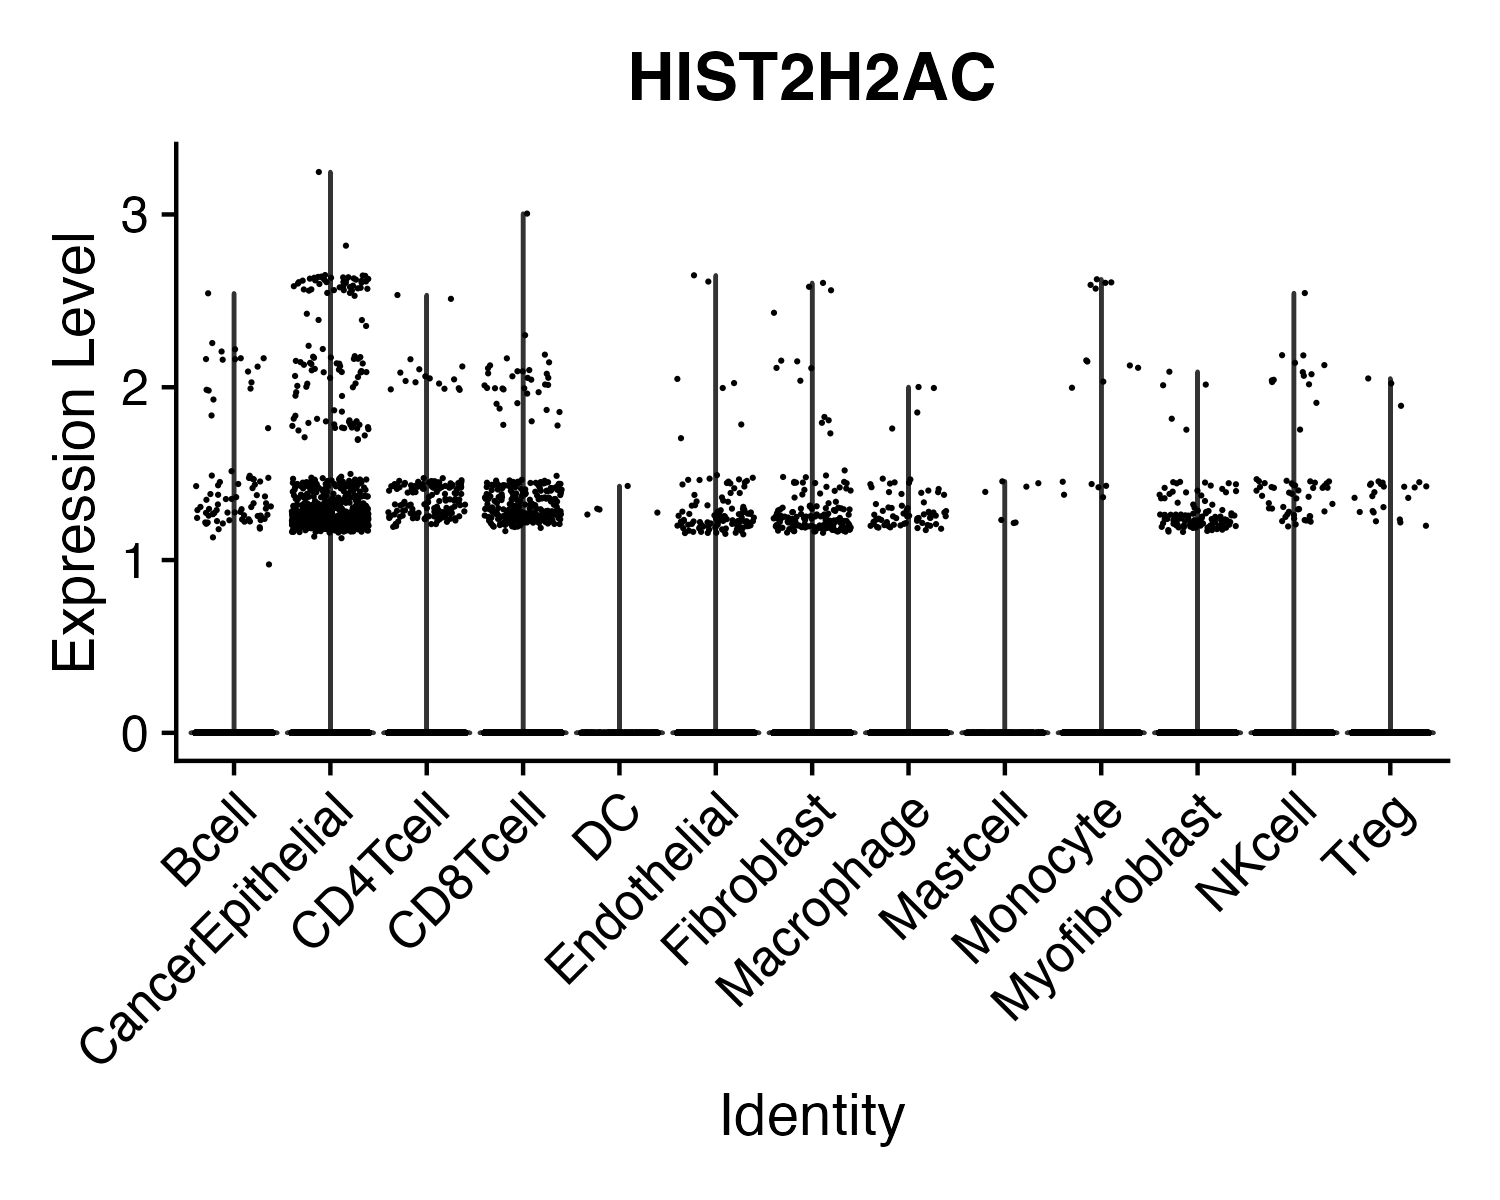 HIST2H2AC
Expression Level
3
2
1
0
Bcell
CancerEpithelial
CD4Tcell
CD8Tcell
DC
Endothelial
Fibroblast
Macrophage
Mastcell
Monocyte
Myofibroblast
NKcell
Treg
Identity